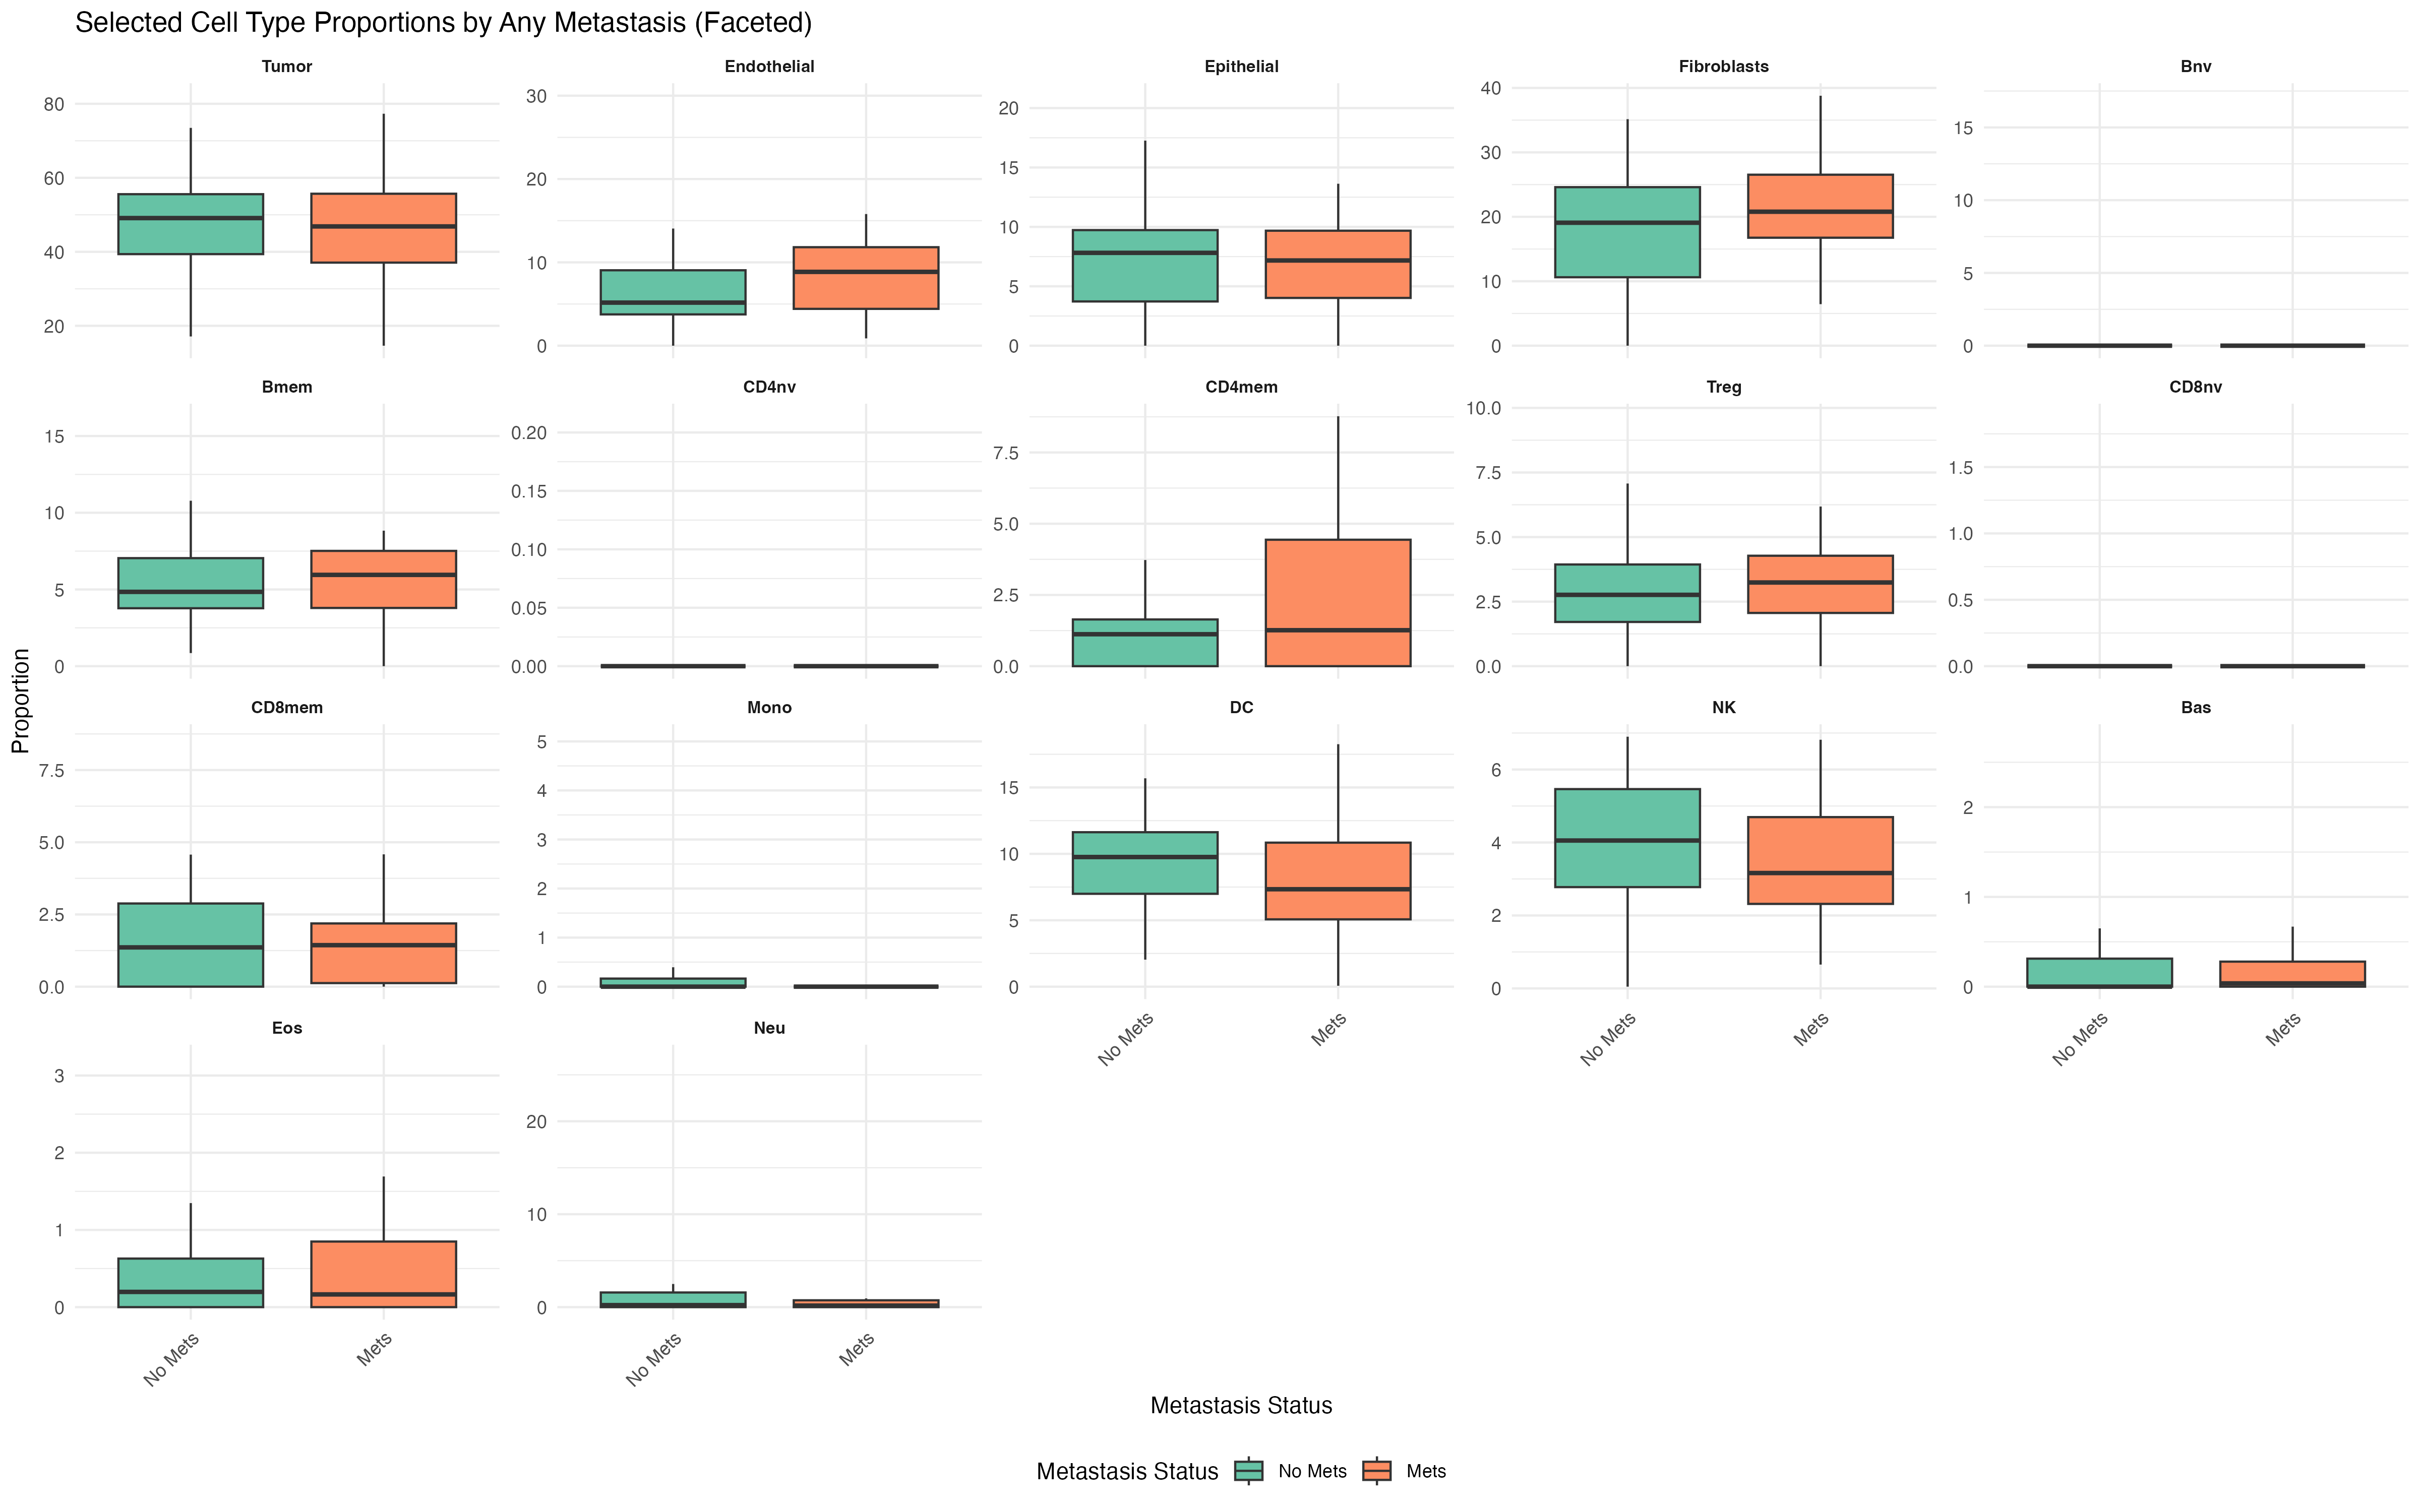 Selected Cell Type Proportions by Any Metastasis (Faceted)
Tumor Endothelial Epithelial Fibroblasts Bnv
80 60 40 20
30 20 10 0
20 15 10 5 0
40 30 20 10 0
15 10 5 0
Bmem CD4nv CD4mem Treg CD8nv
15 10 5 0
0.20 0.15 0.10 0.05 0.00
7.5 5.0 2.5 0.0
10.0 7.5 5.0 2.5 0.0
1.5 1.0 0.5 0.0
Proportion
CD8mem Mono DC NK Bas
7.5 5.0 2.5 0.0
5 4 3 2 1 0
15 10 5 0
6 4 2 0
2 1 0
No Mets Mets No Mets Mets No Mets Mets
Eos Neu
3 2 1 0
20 10 0
No Mets Mets No Mets Mets
Metastasis Status
Metastasis Status No Mets Mets